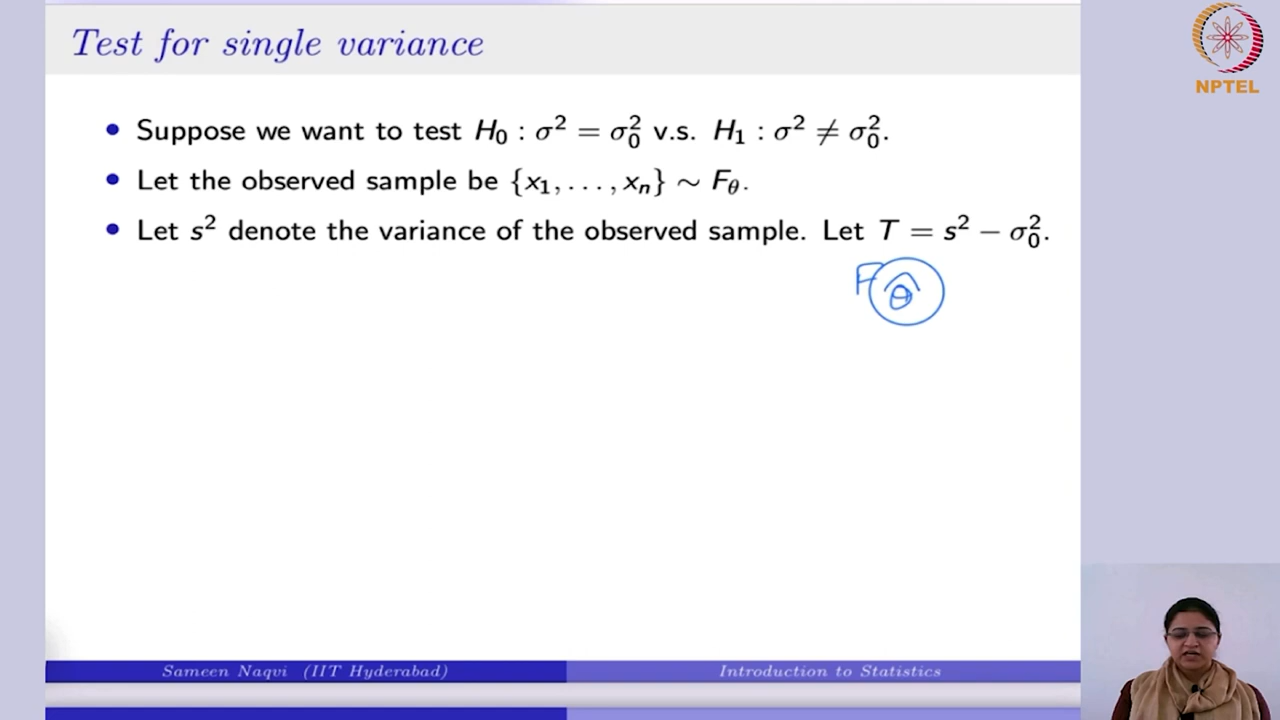 Test for single variance
NPTEL
• Suppose we want to test H₀ : σ² = σ₀² v.s. H₁ : σ² ≠ σ₀².
• Let the observed sample be {x₁, . . . , xₙ} ∼ F_θ.
• Let s² denote the variance of the observed sample. Let T = s² − σ₀².
F θ̂
Sameen Naqvi (IIT Hyderabad) Introduction to Statistics